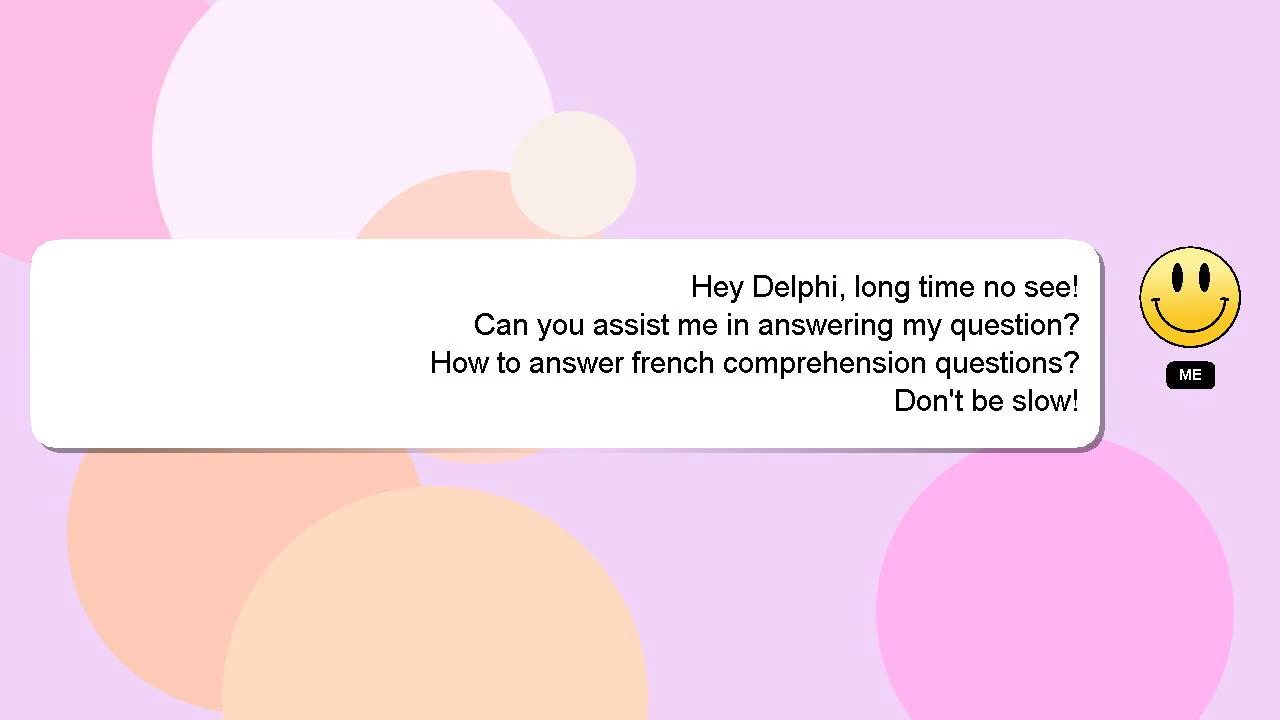 Hey Delphi, long time no see!
Can you assist me in answering my question?
How to answer french comprehension questions?
Don't be slow!
ME